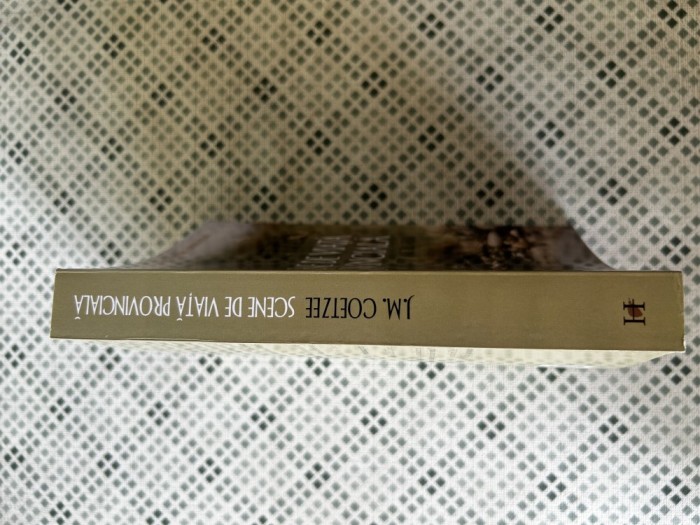 J.M. COETZEE SCENE DE VIAȚĂ PROVINCIALĂ
H